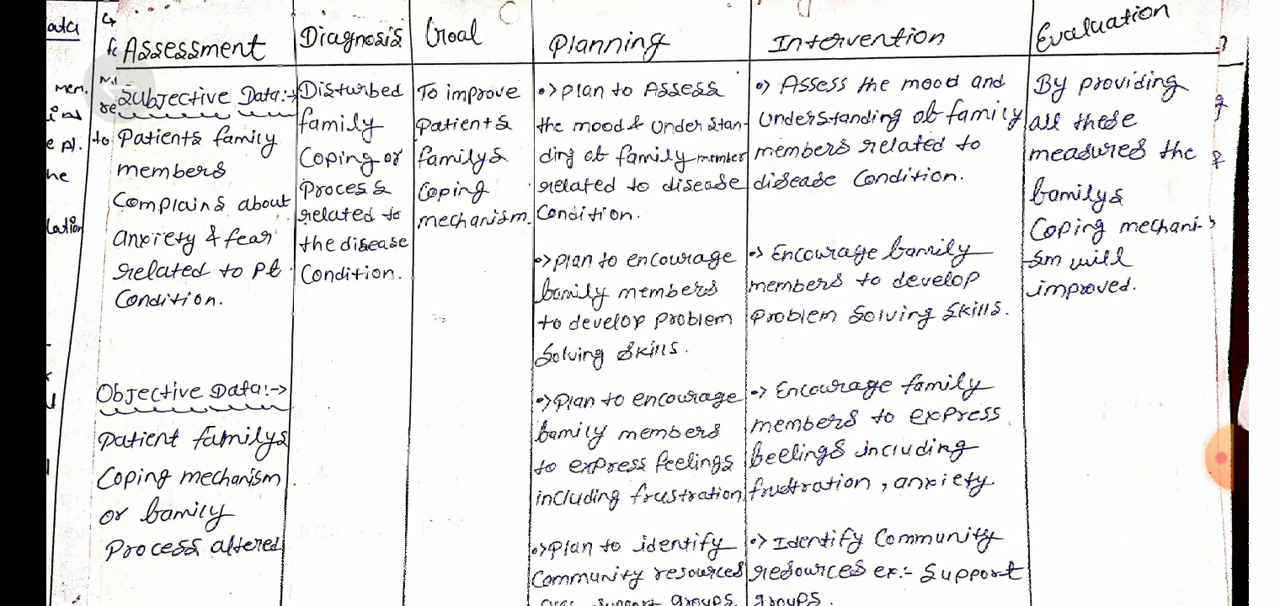 Assessment
Subjective Data:→
Patients family
members
Complains about
anxiety & fear
related to Pt
Condition.
Objective Data:→
patient familys
Coping mechanism
or family
Process altered
Diagnosis
Disturbed
family
Coping or
Process
related to
the disease
Condition.
Goal
To improve
Patients
familys
Coping
mechanism.
Planning
•> plan to Assess
the mood & Understan-
ding of family member
related to disease
Condition.
•> plan to encourage
family members
to develop problem
Solving Skills.
•> plan to encourage
family members
to express feelings
including frustration
•> plan to identify
Community resources
support groups.
Intervention
•> Assess the mood and
Understanding of family
members related to
disease Condition.
•> Encourage family
members to develop
Problem Solving Skills.
•> Encourage family
members to express
feelings including
frustration, anxiety
•> Identify Community
resources ex:- Support
groups.
Evaluation
By providing
all these
measures the
familys
Coping mechani-
sm will
improved.